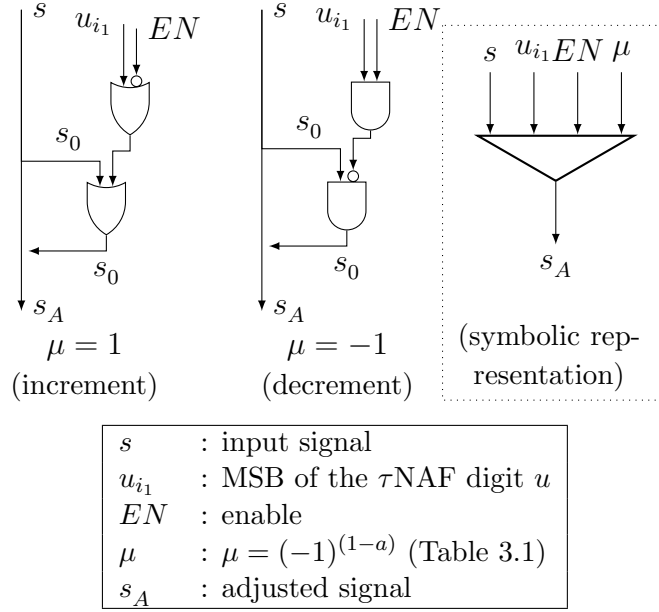 s u_{i_1} EN
s_0
s_0
s_A
μ = 1
(increment)
s u_{i_1} EN
s_0
s_0
s_A
μ = −1
(decrement)
s u_{i_1} EN μ
s_A
(symbolic rep-
resentation)
s : input signal
u_{i_1} : MSB of the τNAF digit u
EN : enable
μ : μ = (−1)^{(1−a)} (Table 3.1)
s_A : adjusted signal